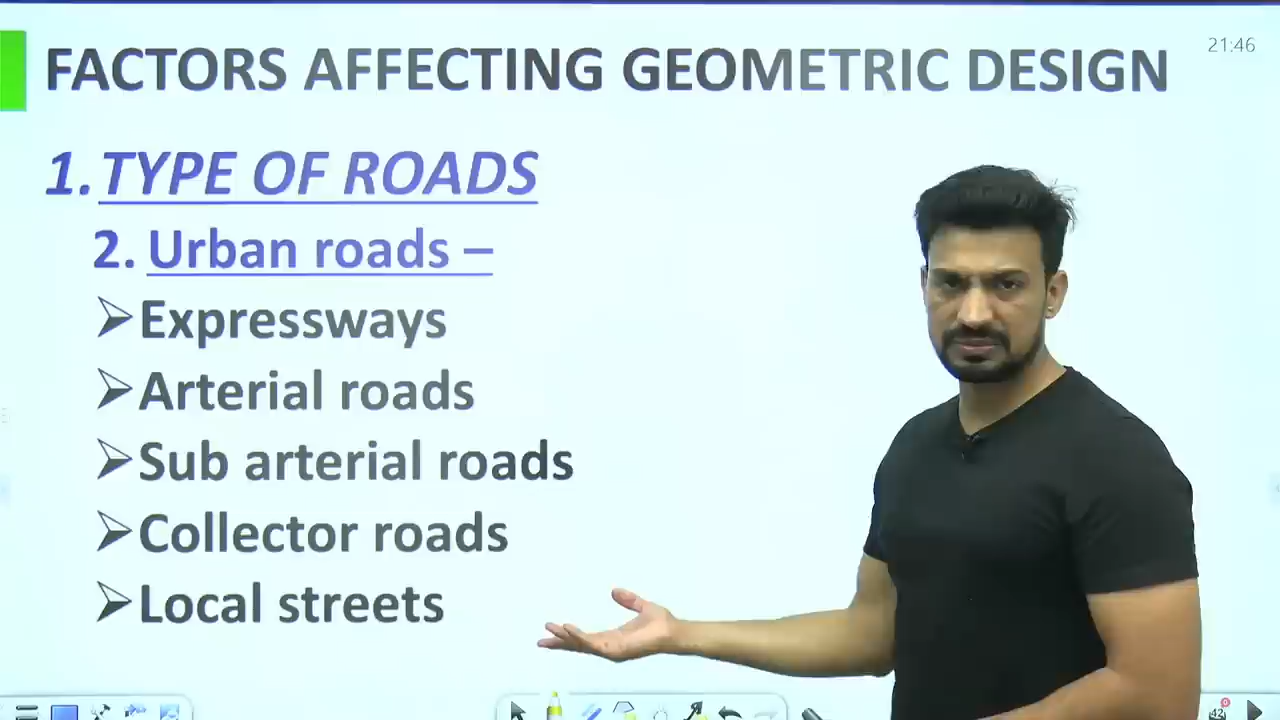 FACTORS AFFECTING GEOMETRIC DESIGN
21:46
1. TYPE OF ROADS
2. Urban roads –
➢Expressways
➢Arterial roads
➢Sub arterial roads
➢Collector roads
➢Local streets
42